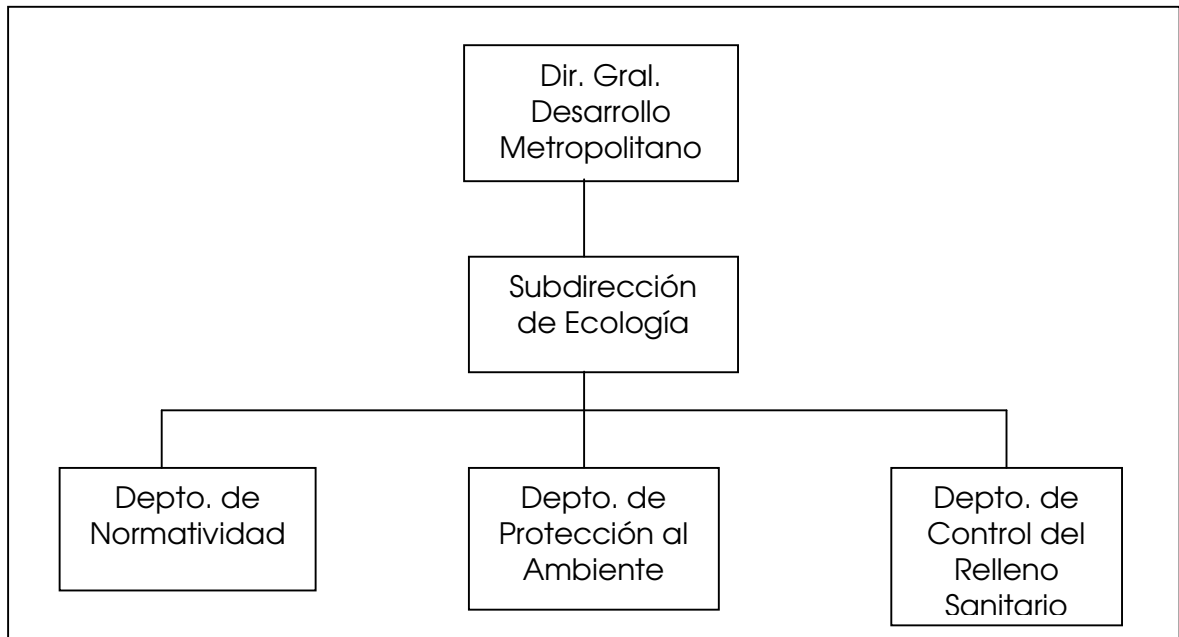 Dir. Gral.
Desarrollo
Metropolitano
Subdirección
de Ecología
Depto. de
Normatividad
Depto. de
Protección al
Ambiente
Depto. de
Control del
Relleno
Sanitario